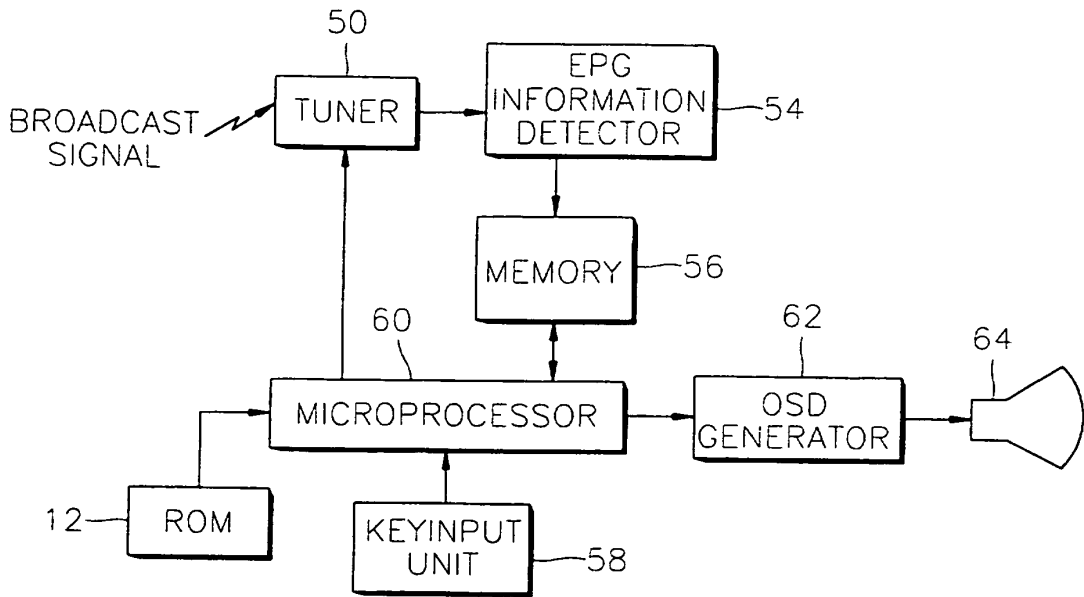 50
EPG
INFORMATION
DETECTOR
54
TUNER
BROADCAST
SIGNAL
MEMORY
56
60
62
64
MICROPROCESSOR
OSD
GENERATOR
12
ROM
KEYINPUT
UNIT
58